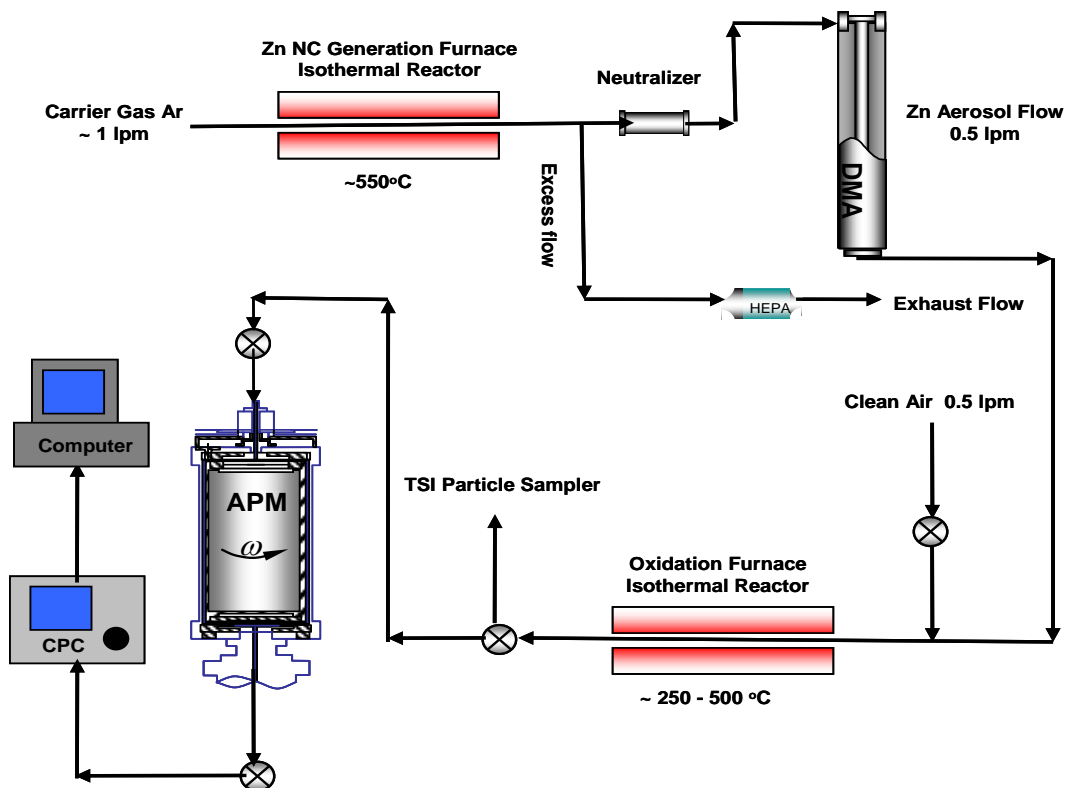 Zn NC Generation Furnace
Isothermal Reactor
Neutralizer
Carrier Gas Ar
~ 1 lpm
Zn Aerosol Flow
0.5 lpm
~550ºC
DMA
Excess flow
HEPA
Exhaust Flow
Clean Air 0.5 lpm
Computer
TSI Particle Sampler
APM
ω
Oxidation Furnace
Isothermal Reactor
CPC
~ 250 - 500 ºC